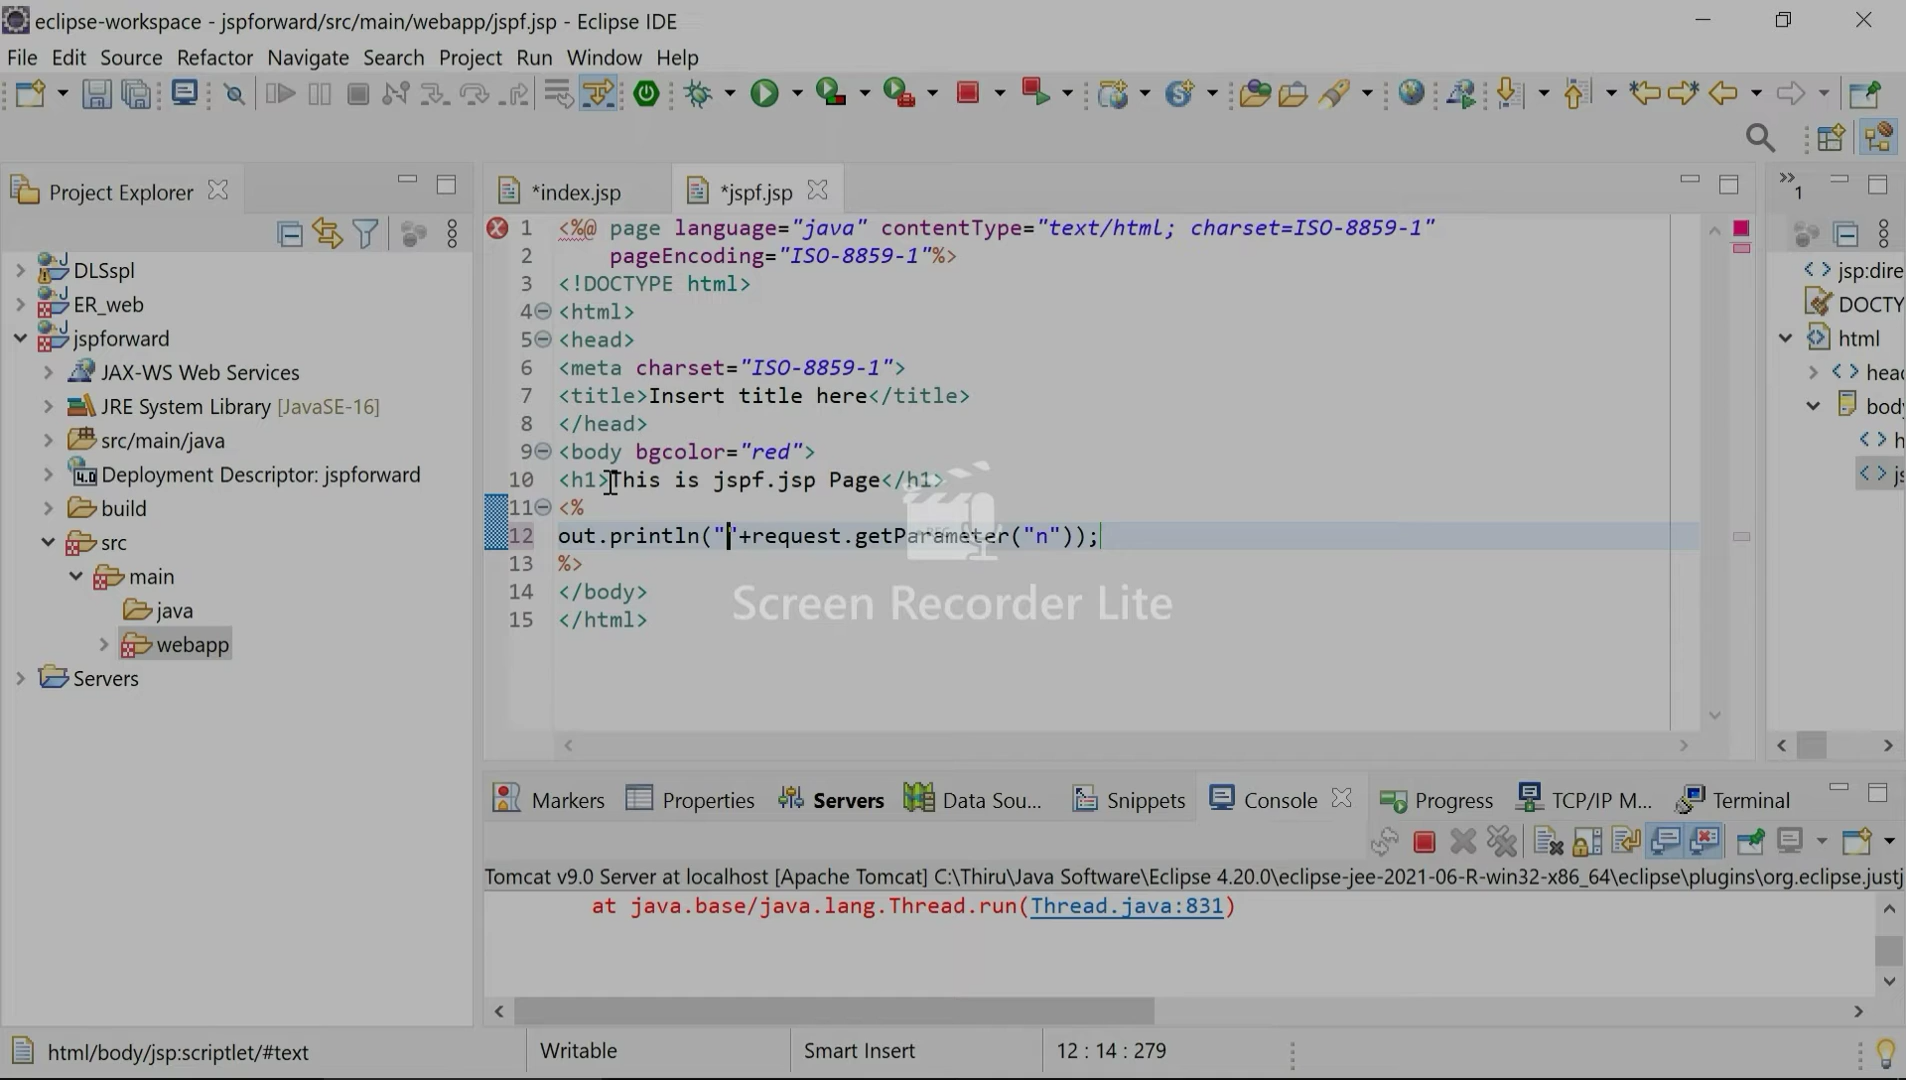 eclipse-workspace - jspforward/src/main/webapp/jspf.jsp - Eclipse IDE
File Edit Source Refactor Navigate Search Project Run Window Help
Project Explorer
*index.jsp
*jspf.jsp
1
DLSspl
ER_web
jspforward
JAX-WS Web Services
JRE System Library [JavaSE-16]
src/main/java
4.0 Deployment Descriptor: jspforward
build
src
main
java
webapp
Servers
1 <%@ page language="java" contentType="text/html; charset=ISO-8859-1"
2 pageEncoding="ISO-8859-1"%>
3 <!DOCTYPE html>
4 <html>
5 <head>
6 <meta charset="ISO-8859-1">
7 <title>Insert title here</title>
8 </head>
9 <body bgcolor="red">
10 <h1>This is jspf.jsp Page</h1>
11 <%
12 out.println(""+request.getParameter("n"));
13 %>
14 </body>
15 </html>
REC
Screen Recorder Lite
jsp:dire
DOCTY
html
head
body
h
js
Markers Properties Servers Data Sou... Snippets Console Progress TCP/IP M... Terminal
Tomcat v9.0 Server at localhost [Apache Tomcat] C:\Thiru\Java Software\Eclipse 4.20.0\eclipse-jee-2021-06-R-win32-x86_64\eclipse\plugins\org.eclipse.justj
at java.base/java.lang.Thread.run(Thread.java:831)
html/body/jsp:scriptlet/#text
Writable
Smart Insert
12 : 14 : 279